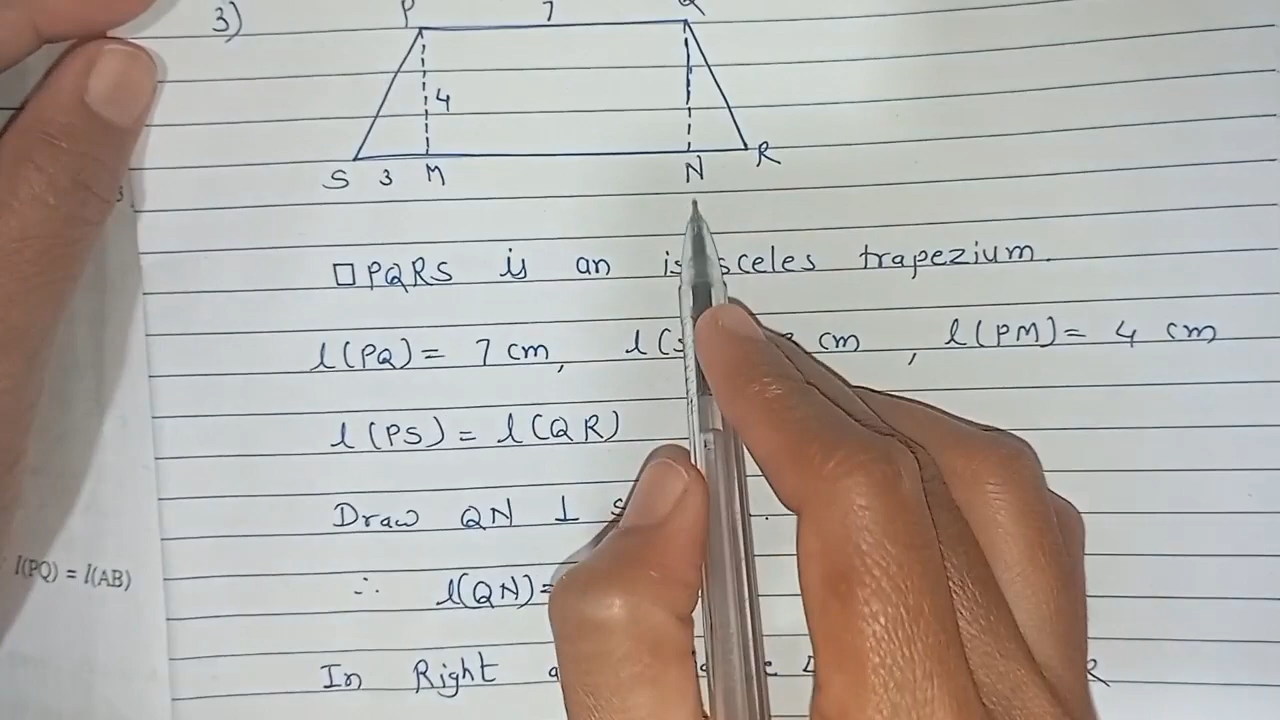 3) P 7 Q
4
S 3 M N R
□PQRS is an isosceles trapezium.
l(PQ) = 7 cm, cm, l(PM) = 4 cm
l(PS) = l(QR)
Draw QN ⊥
∴ l(QN) =
l(PQ) = l(AB)
In Right R